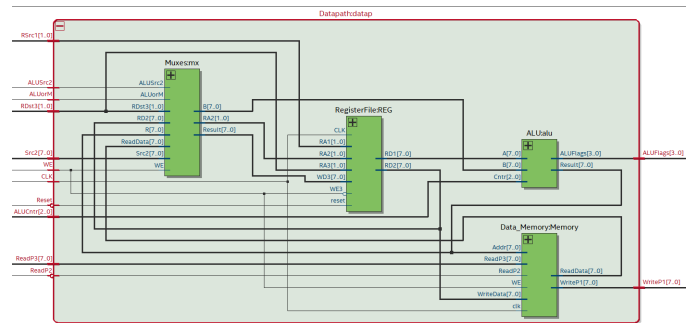 Datapath:datap
RSrc1[1..0]
ALUSrc2
ALUorM
RDst3[1..0]
Src2[7..0]
WE
CLK
Reset
ALUCntr[2..0]
ReadP3[7..0]
ReadP2
Muxes:mx
ALUSrc2
ALUorM
RDst3[1..0]
RD2[7..0]
R[7..0]
ReadData[7..0]
Src2[7..0]
WE
B[7..0]
RA2[1..0]
Result[7..0]
RegisterFile:REG
CLK
RA1[1..0]
RA2[1..0]
RA3[1..0]
WD3[7..0]
WE3
reset
RD1[7..0]
RD2[7..0]
ALU:alu
A[7..0]
B[7..0]
Cntr[2..0]
ALUFlags[3..0]
Result[7..0]
Data_Memory:Memory
Addr[7..0]
ReadP3[7..0]
ReadP2
WE
WriteData[7..0]
clk
ReadData[7..0]
WriteP1[7..0]
ALUFlags[3..0]
WriteP1[7..0]